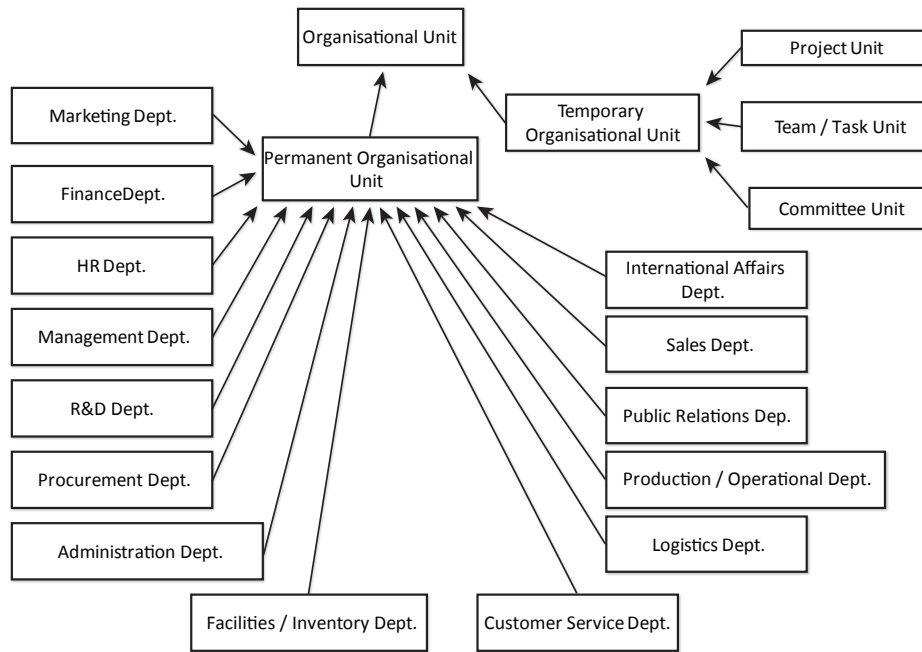 Organisational
Unit
Project Unit
Marketing Dept.
Temporary
Organisational Unit
Team / Task Unit
Permanent Organisational
Unit
FinanceDept.
Committee Unit
HR Dept.
International Affairs
Dept.
Management Dept.
Sales Dept.
R&D Dept.
Public Relations Dep.
Procurement Dept.
Production / Operational Dept.
Administration Dept.
Logistics Dept.
Facilities / Inventory Dept.
Customer Service Dept.